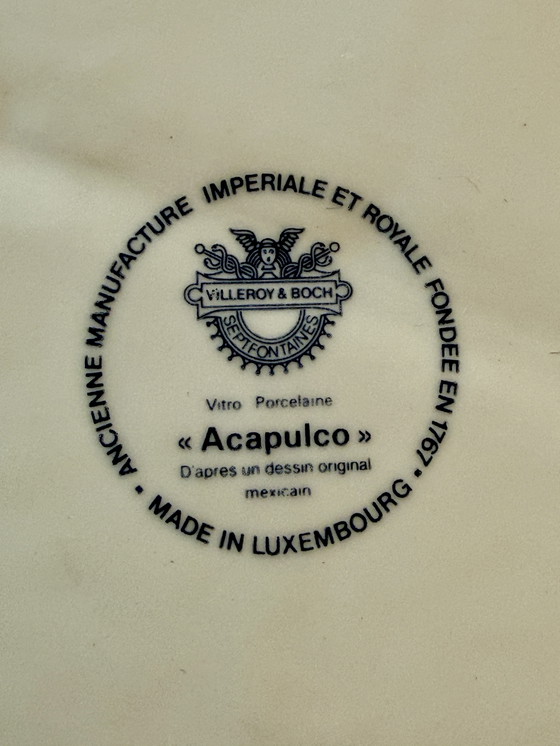 ANCIENNE MANUFACTURE IMPERIALE ET ROYALE FONDEE EN 1767 •
VILLEROY & BOCH
SEPTFONTAINES
Vitro Porcelaine
« Acapulco »
D'apres un dessin original
mexicain
• MADE IN LUXEMBOURG